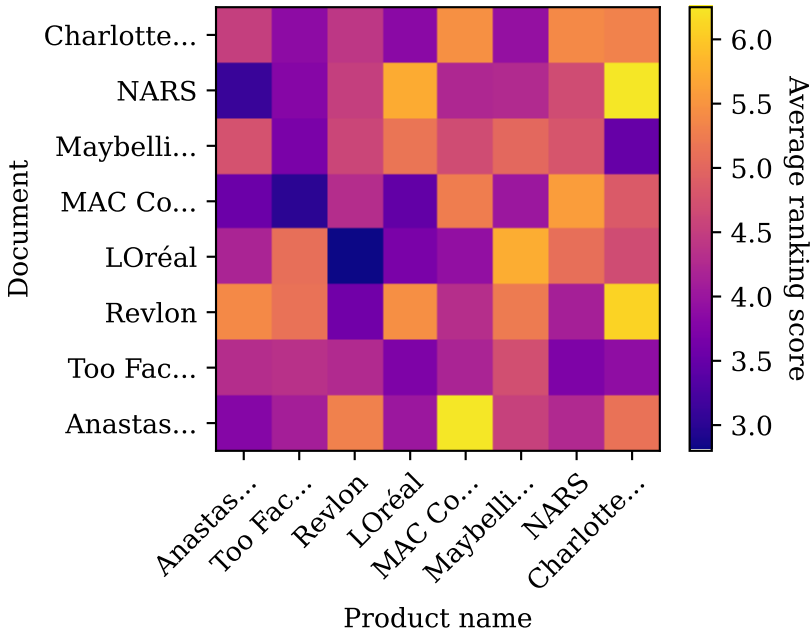 Charlotte...
NARS
Maybelli...
MAC Co...
LOréal
Revlon
Too Fac...
Anastas...
Document
Anastas...
Too Fac...
Revlon
LOréal
MAC Co...
Maybelli...
NARS
Charlotte...
Product name
6.0
5.5
5.0
4.5
4.0
3.5
3.0
Average ranking score